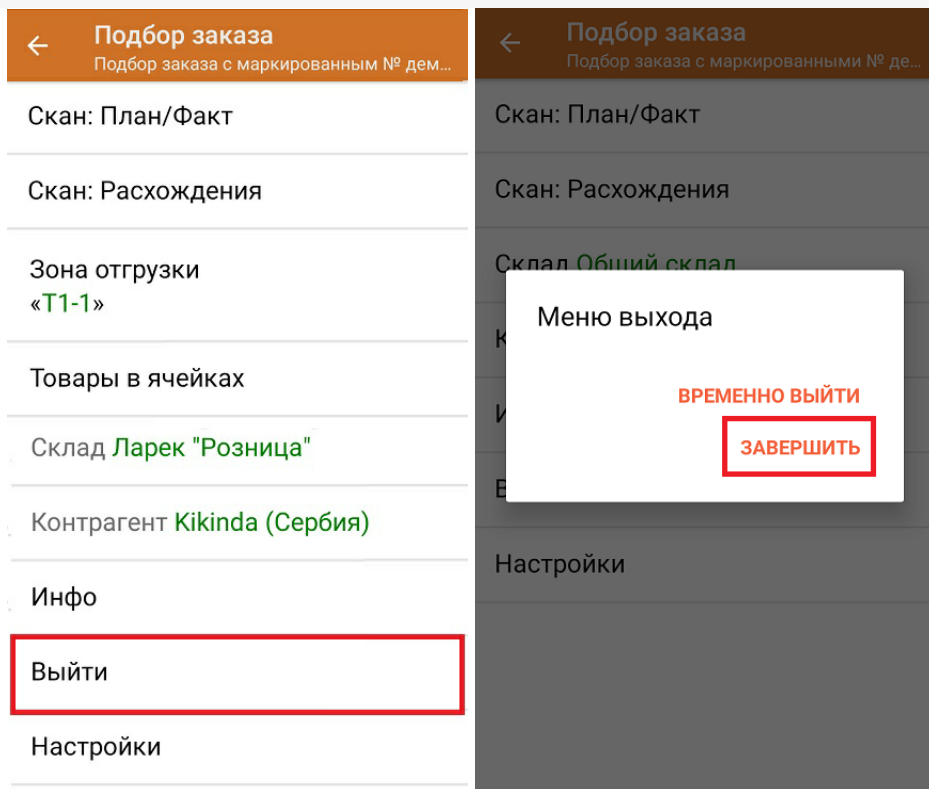 Подбор заказа
Подбор заказа с маркированным № дем...
Скан: План/Факт
Скан: Расхождения
Зона отгрузки
«Т1-1»
Товары в ячейках
Склад Ларек "Розница"
Контрагент Kikinda (Сербия)
Инфо
Выйти
Настройки
Подбор заказа
Подбор заказа с маркированными № де...
Скан: План/Факт
Скан: Расхождения
Склад Общий склад
Меню выхода
ВРЕМЕННО ВЫЙТИ
ЗАВЕРШИТЬ
Настройки